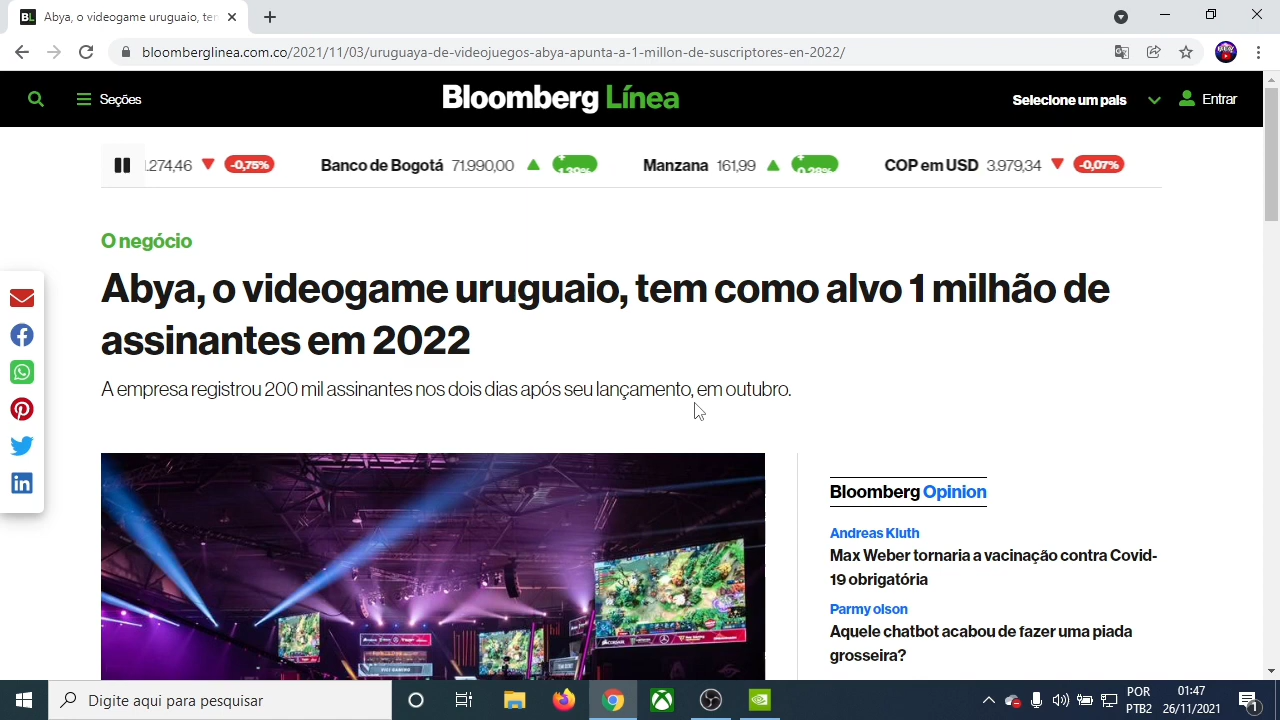 Abya, o videogame uruguaio, ter
bloomberglinea.com.co/2021/11/03/uruguaya-de-videojuegos-abya-apunta-a-1-millon-de-suscriptores-en-2022/
Seções
Bloomberg Línea
Selecione um país
Entrar
.274,46 -0,75%
Banco de Bogotá 71.990,00 + 1,39%
Manzana 161,99 + 0,28%
COP em USD 3.979,34 -0,07%
O negócio
Abya, o videogame uruguaio, tem como alvo 1 milhão de
assinantes em 2022
A empresa registrou 200 mil assinantes nos dois dias após seu lançamento, em outubro.
Bloomberg Opinion
Andreas Kluth
Max Weber tornaria a vacinação contra Covid-
19 obrigatória
Parmy olson
Aquele chatbot acabou de fazer uma piada
grosseira?
Digite aqui para pesquisar
POR
PTB2
01:47
26/11/2021
1